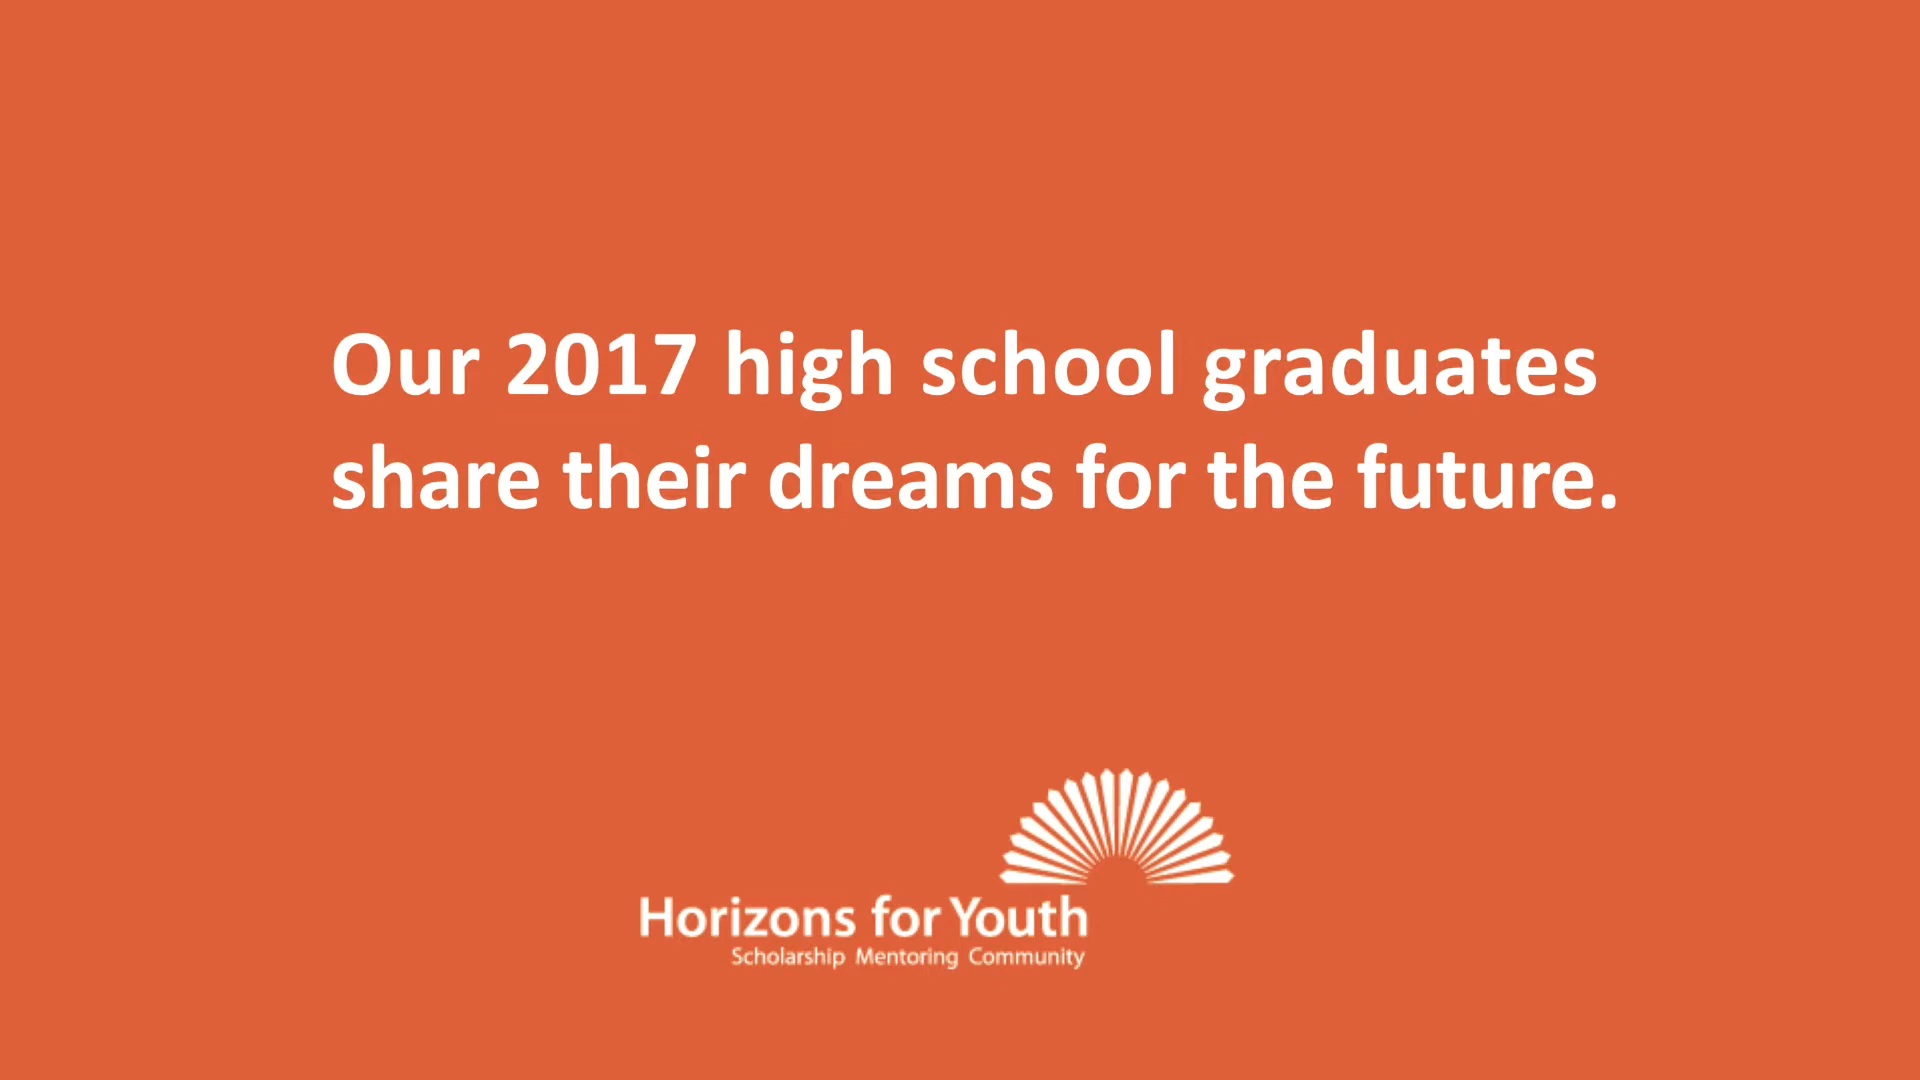 Our 2017 high school graduates
share their dreams for the future.
Horizons for Youth
Scholarship Mentoring Community